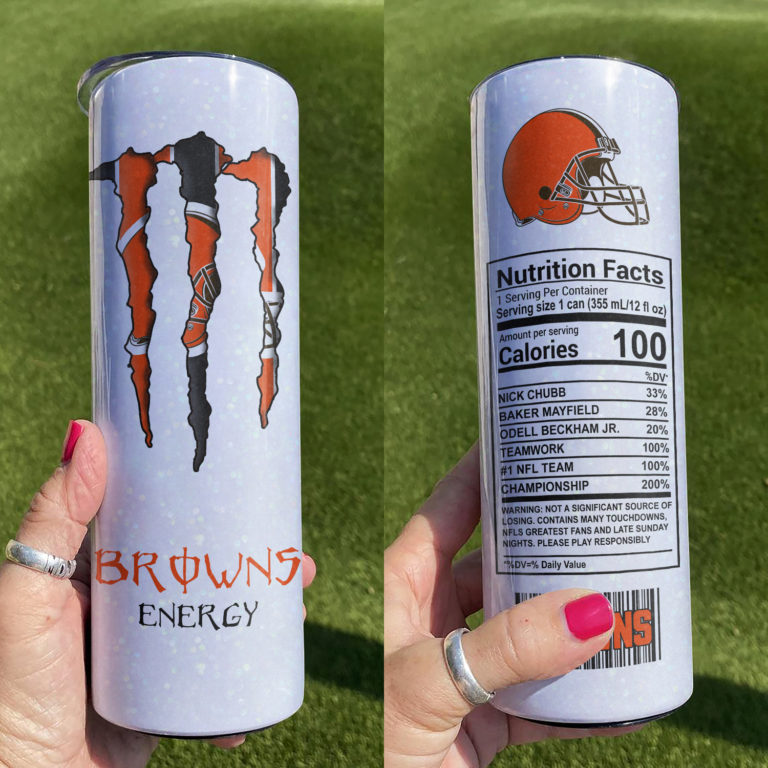 BROWNS
ENERGY
Nutrition Facts
1 Serving Per Container
Serving size 1 can (355 mL/12 fl oz)
Amount per serving
Calories 100
%DV*
NICK CHUBB 33%
BAKER MAYFIELD 28%
ODELL BECKHAM JR. 20%
TEAMWORK 100%
#1 NFL TEAM 100%
CHAMPIONSHIP 200%
WARNING: NOT A SIGNIFICANT SOURCE OF
LOSING. CONTAINS MANY TOUCHDOWNS,
NFLS GREATEST FANS AND LATE SUNDAY
NIGHTS. PLEASE PLAY RESPONSIBLY
*%DV=% Daily Value